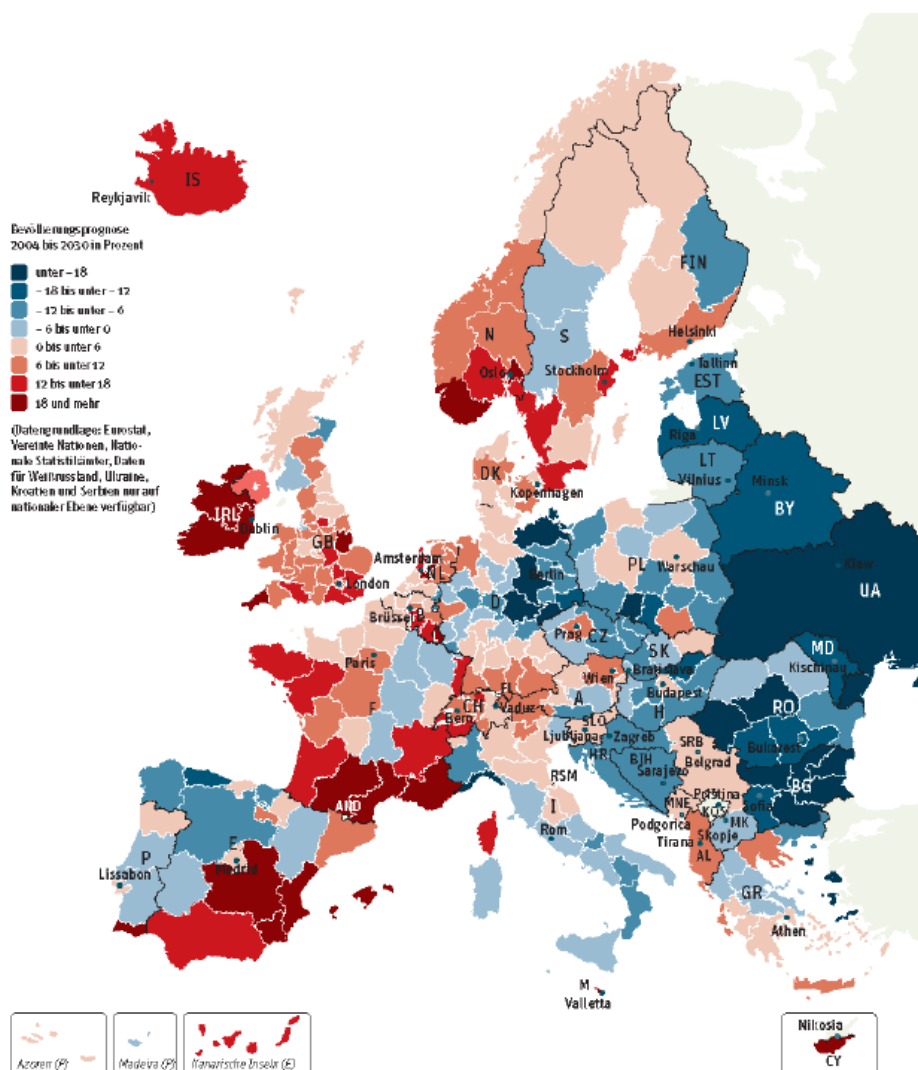 IS
Reykjavik
Bevölkerungsprognose
2004 bis 2030 in Prozent
unter – 18
– 18 bis unter – 12
– 12 bis unter – 6
– 6 bis unter 0
0 bis unter 6
6 bis unter 12
12 bis unter 18
18 und mehr
(Datengrundlage: Eurostat,
Vereinte Nationen, Natio-
nale Statistikämter, Daten
für Weißrussland, Ukraine,
Kroatien und Serbien nur auf
nationaler Ebene verfügbar)
FIN
N
S
Helsinki
Oslo
Stockholm
Tallinn
EST
Riga
LV
LT
Vilnius
Minsk
BY
DK
Kopenhagen
IRL
Dublin
GB
Amsterdam
NL
London
Berlin
PL
Warschau
Kiew
UA
D
Brüssel
B
L
Prag
CZ
SK
MD
Kischinau
Paris
Wien
Bratislava
Budapest
F
FL
CH
Vaduz
Bern
A
H
RO
SLO
Ljubljana
Zagreb
SRB
Belgrad
Bukarest
HR
BIH
Sarajevo
RSM
AND
I
Priština
KOS
BG
Sofia
MNE
MK
Podgorica
Skopje
Rom
Tirana
AL
E
P
Madrid
Lissabon
GR
Athen
M
Valletta
Nikosia
CY
Azoren (P)
Madeira (P)
Kanarische Inseln (E)